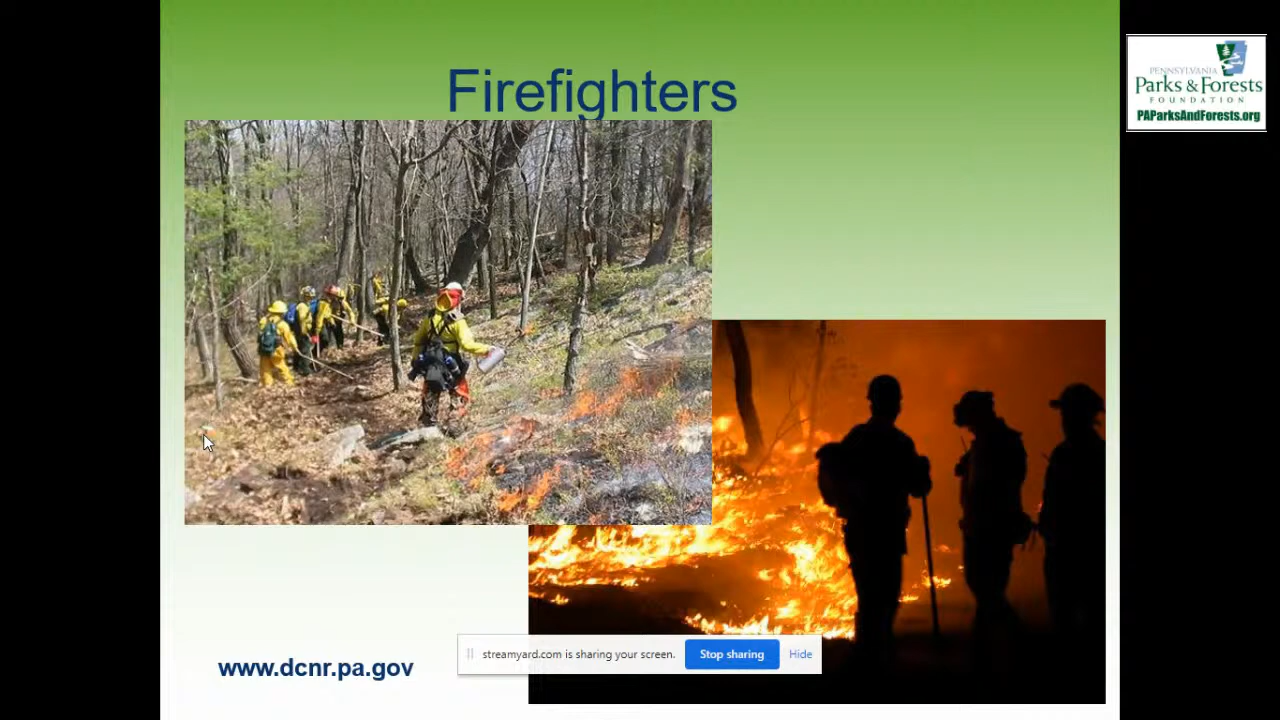 Firefighters
PENNSYLVANIA
Parks & Forests
FOUNDATION
PAParksAndForests.org
streamyard.com is sharing your screen.
Stop sharing
Hide
www.dcnr.pa.gov